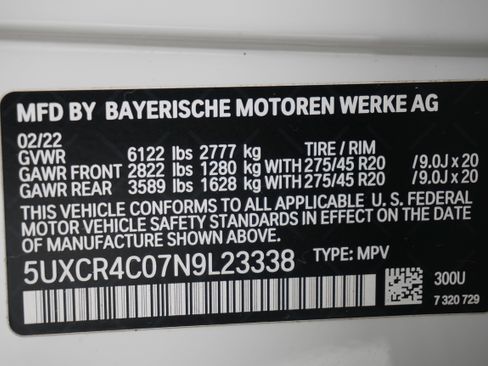 MFD BY BAYERISCHE MOTOREN WERKE AG
02/22
GVWR 6122 lbs 2777 kg TIRE / RIM
GAWR FRONT 2822 lbs 1280 kg WITH 275/45 R20 /9.0J x 20
GAWR REAR 3589 lbs 1628 kg WITH 275/45 R20 /9.0J x 20
THIS VEHICLE CONFORMS TO ALL APPLICABLE U. S. FEDERAL
MOTOR VEHICLE SAFETY STANDARDS IN EFFECT ON THE DATE
OF MANUFACTURE SHOWN ABOVE.
5UXCR4C07N9L23338 TYPE: MPV
300U
7 320 729